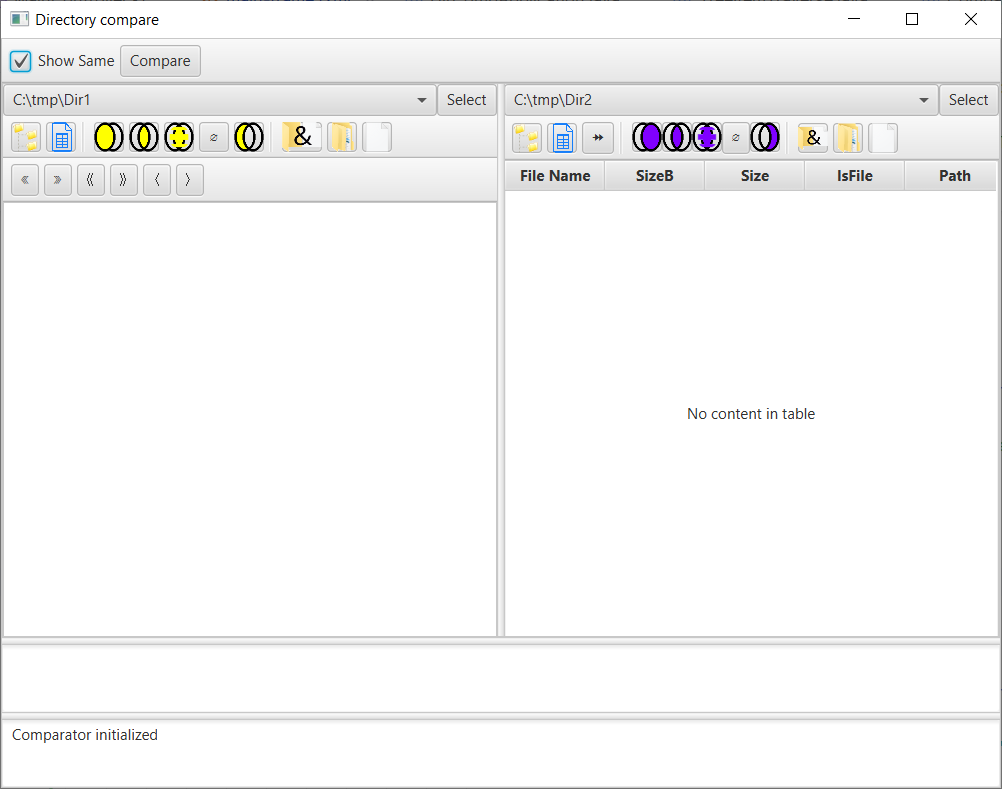 Directory compare
Show Same Compare
C:\tmp\Dir1 Select C:\tmp\Dir2 Select
& &
File Name SizeB Size IsFile Path
No content in table
Comparator initialized